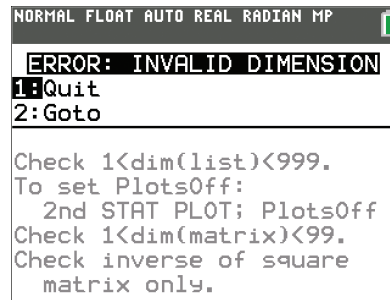 NORMAL FLOAT AUTO REAL RADIAN MP
ERROR: INVALID DIMENSION
1:Quit
2:Goto
Check 1<dim(list)<999.
To set PlotsOff:
2nd STAT PLOT; PlotsOff
Check 1<dim(matrix)<99.
Check inverse of square
matrix only.